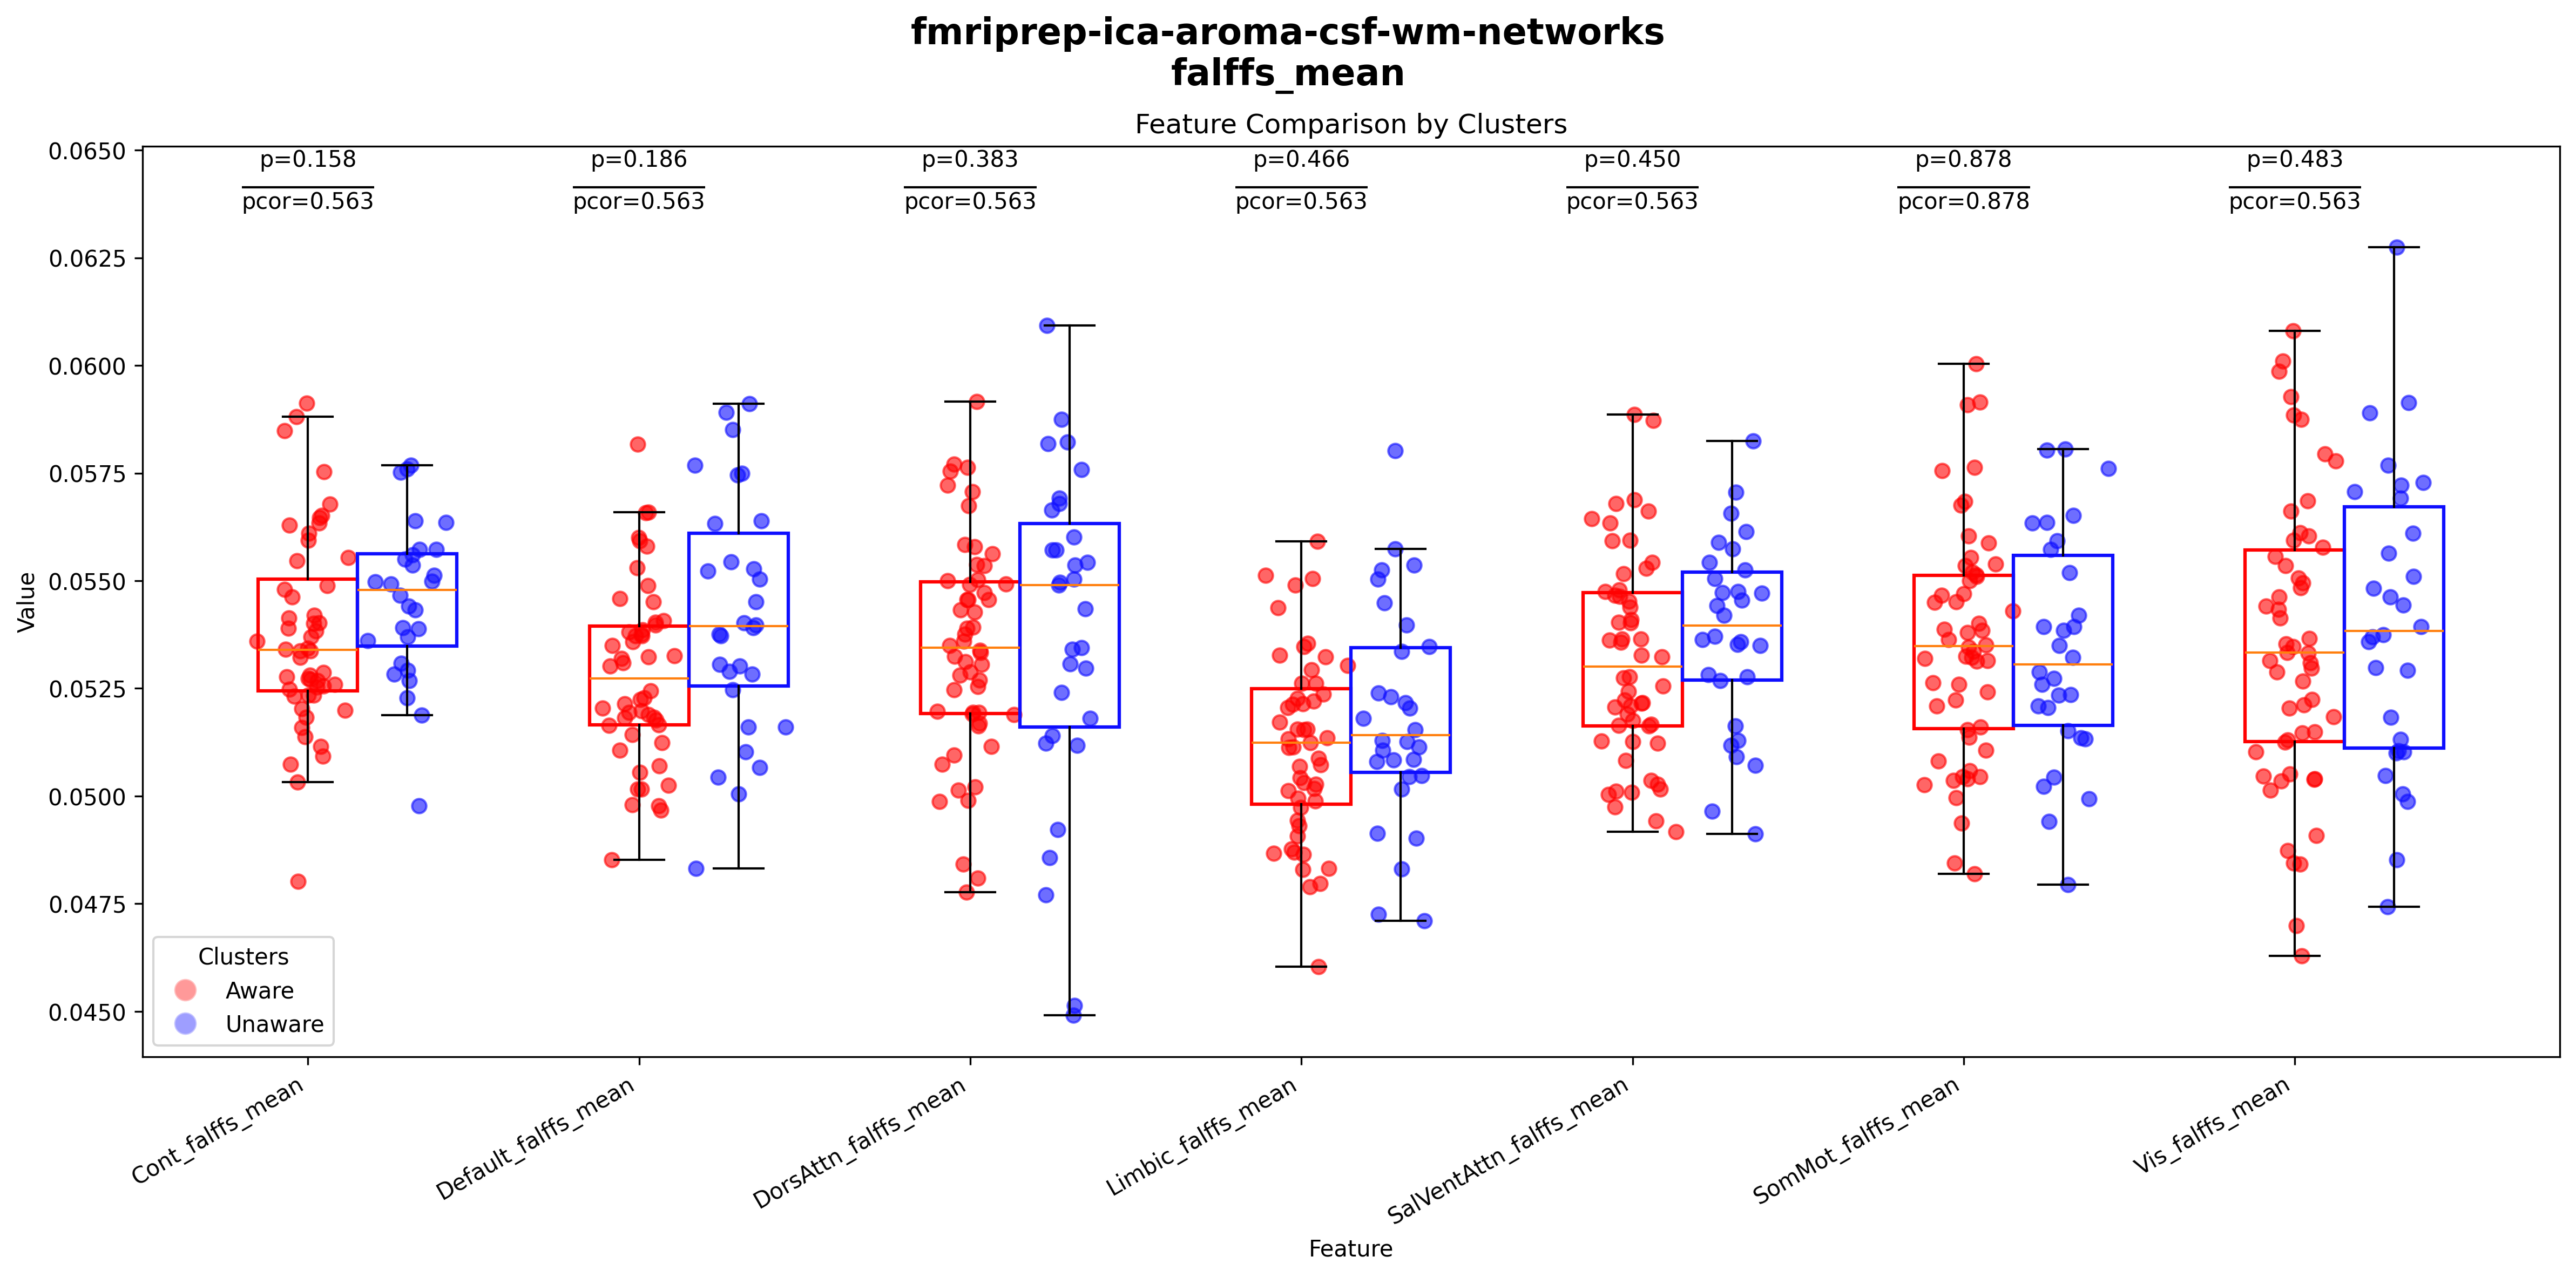 fmriprep-ica-aroma-csf-wm-networks
falffs_mean
Feature Comparison by Clusters
p=0.158 p=0.186 p=0.383 p=0.466 p=0.450 p=0.878 p=0.483
pcor=0.563 pcor=0.563 pcor=0.563 pcor=0.563 pcor=0.563 pcor=0.878 pcor=0.563
0.0650
0.0625
0.0600
0.0575
0.0550
0.0525
0.0500
0.0475
0.0450
Value
Clusters
Aware
Unaware
Cont_falffs_mean Default_falffs_mean DorsAttn_falffs_mean Limbic_falffs_mean SalVentAttn_falffs_mean SomMot_falffs_mean Vis_falffs_mean
Feature